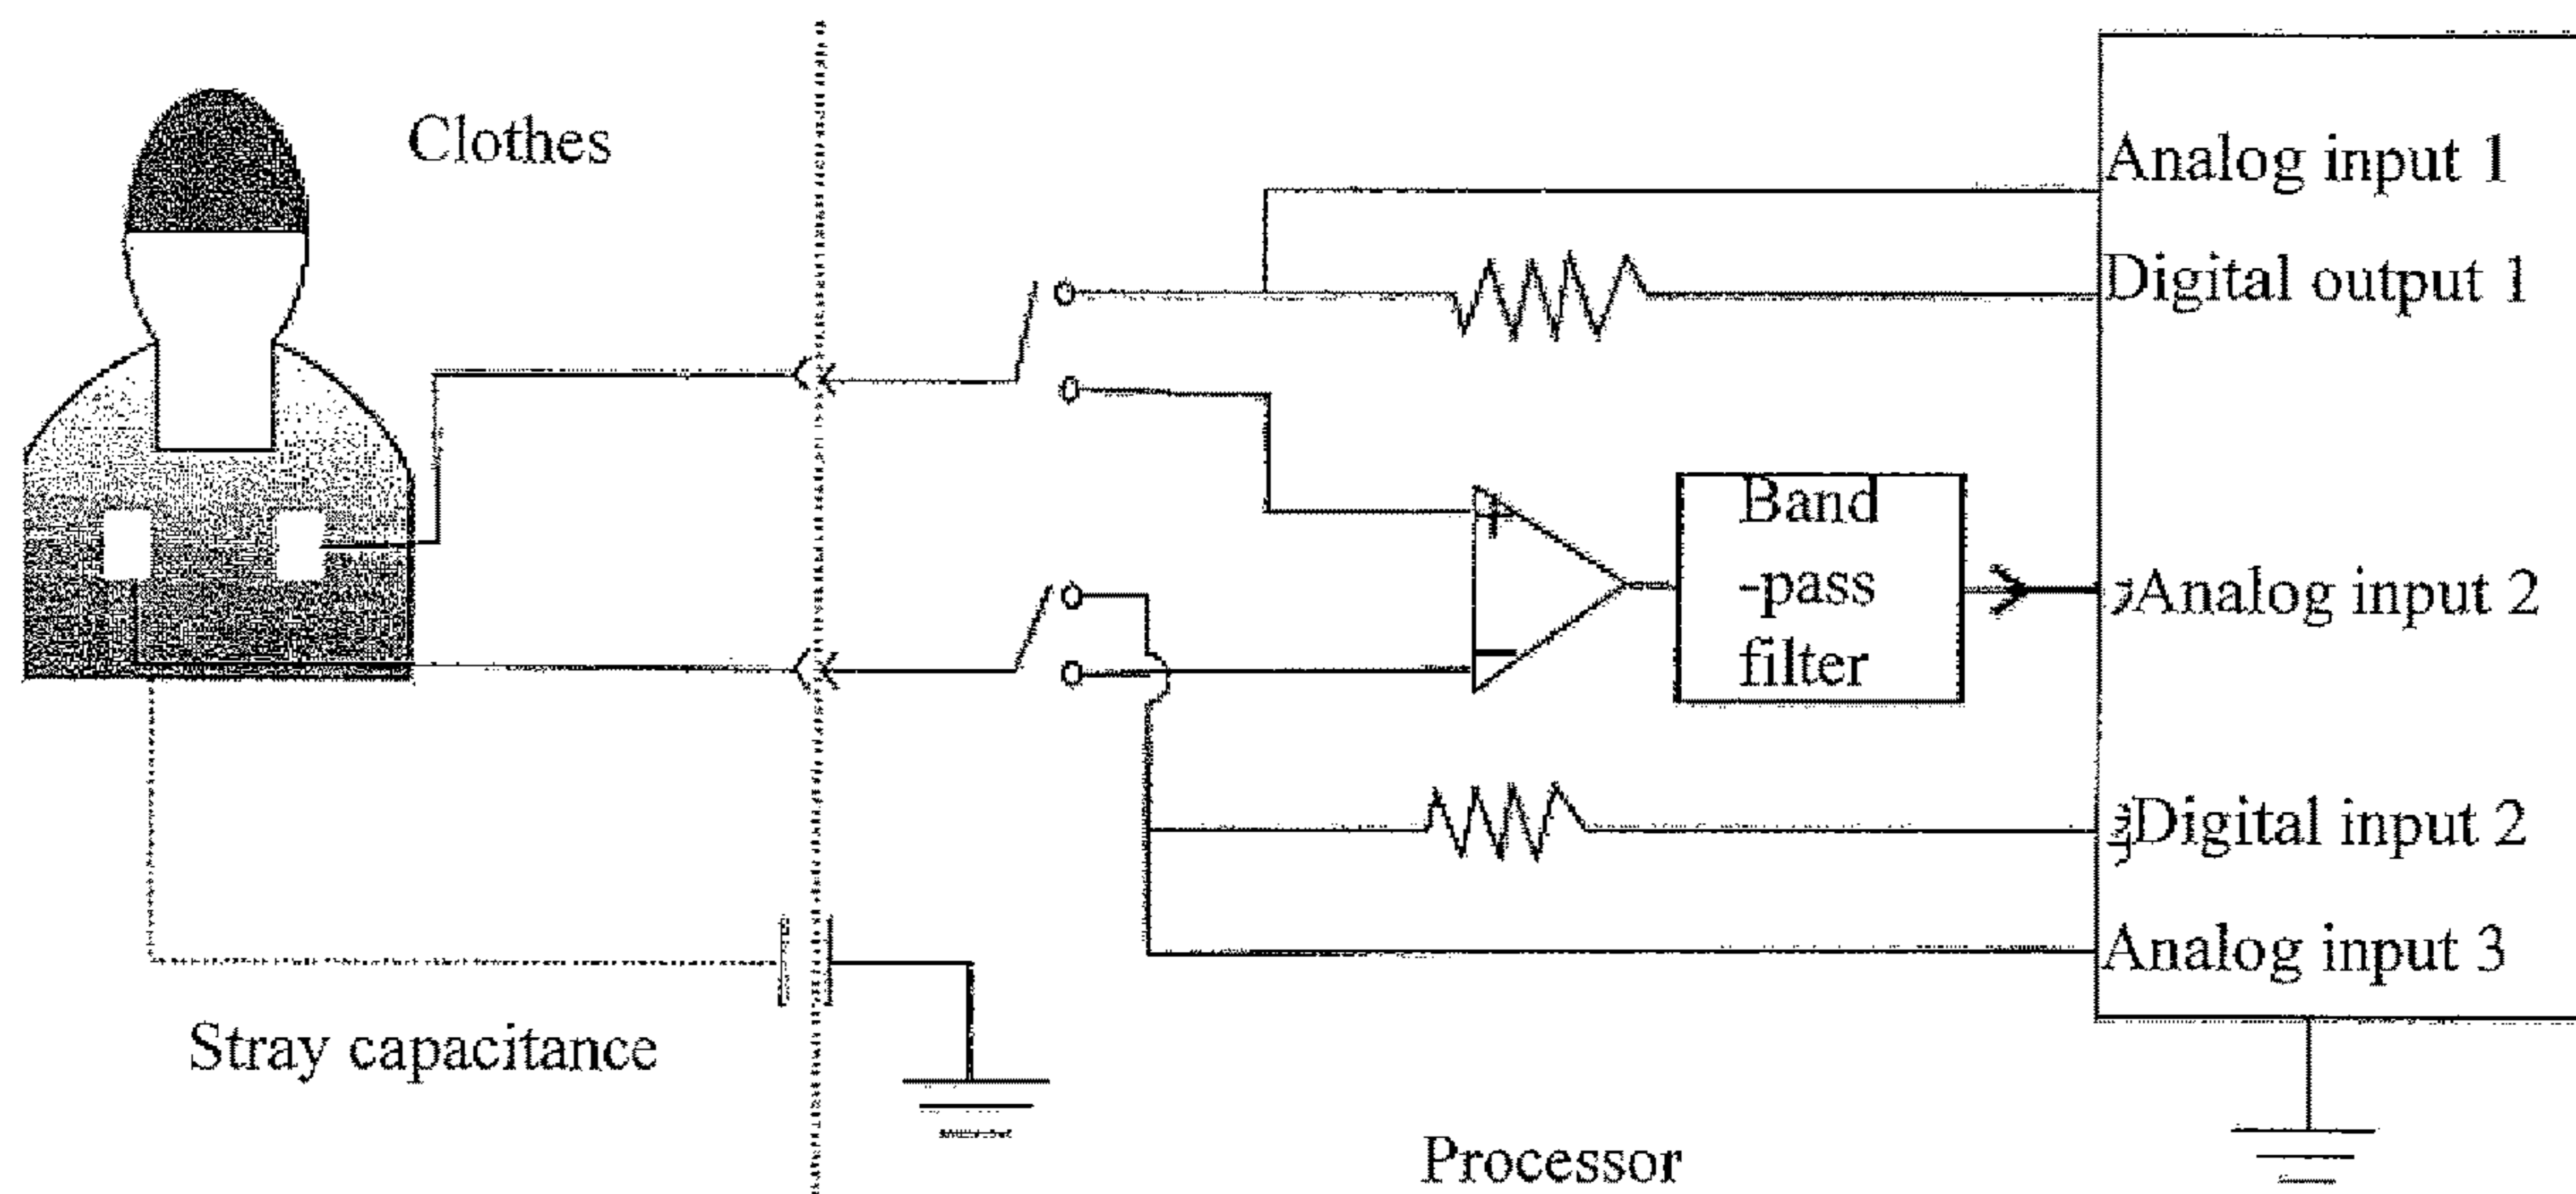 Clothes
Analog input 1
Digital output 1
Band
-pass
filter
Analog input 2
Digital input 2
Analog input 3
Stray capacitance
Processor